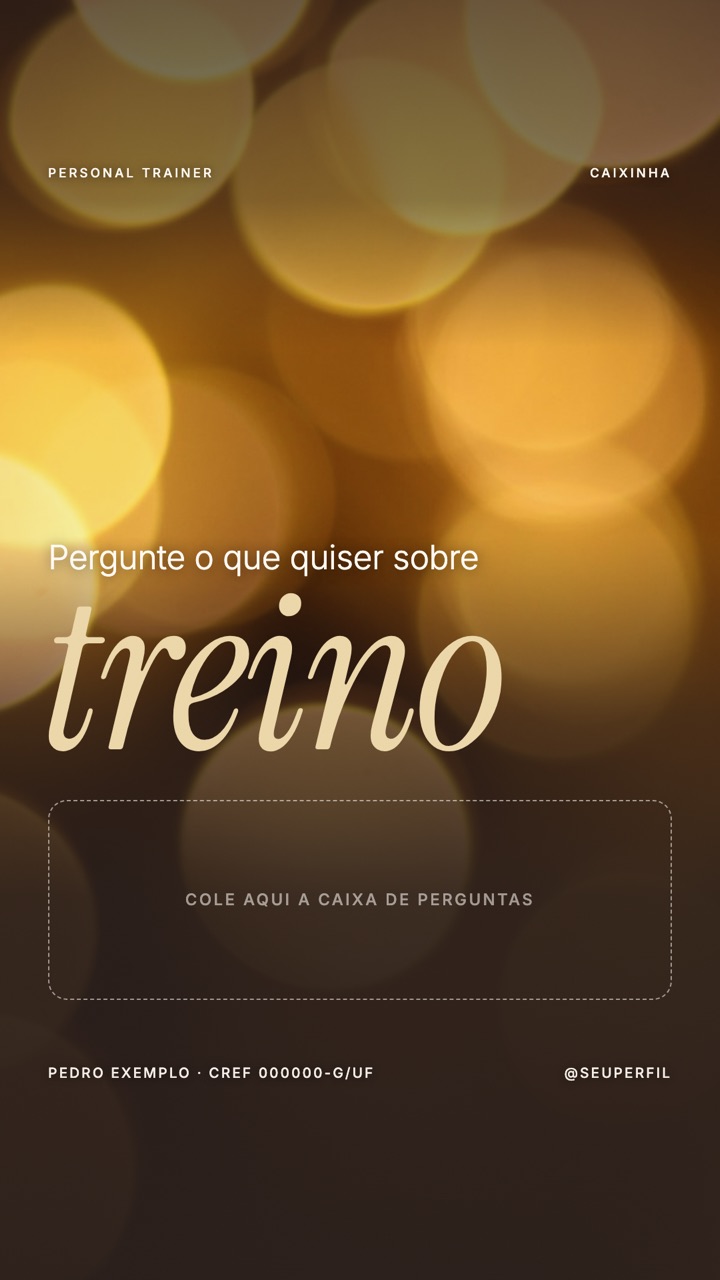 PERSONAL TRAINER
CAIXINHA
Pergunte o que quiser sobre
treino
COLE AQUI A CAIXA DE PERGUNTAS
PEDRO EXEMPLO · CREF 000000-G/UF
@SEUPERFIL